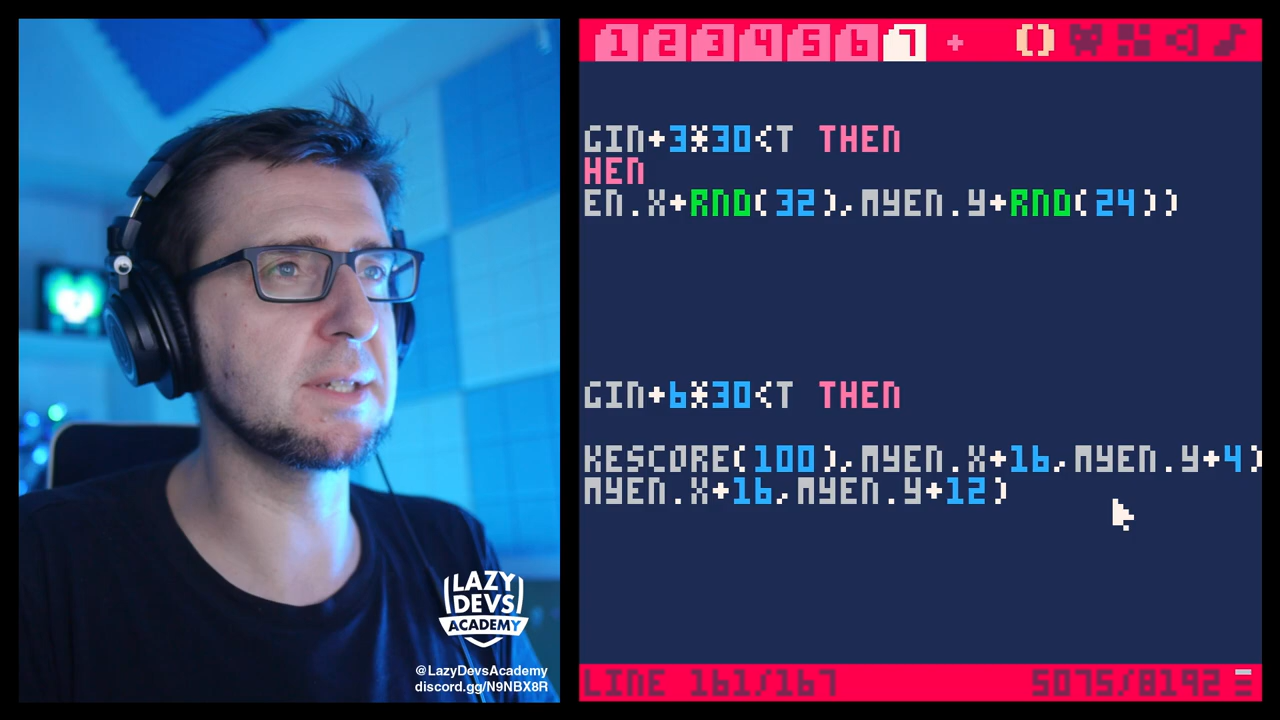 1 2 3 4 5 6 7 +
GIN+3*30<T THEN
HEN
EN.X+RND(32),MYEN.Y+RND(24))
GIN+6*30<T THEN
KESCORE(100),MYEN.X+16,MYEN.Y+4)
MYEN.X+16,MYEN.Y+12)
LINE 161/167 5075/8192
LAZY
DEVS
ACADEMY
@LazyDevsAcademy
discord.gg/N9NBX8R